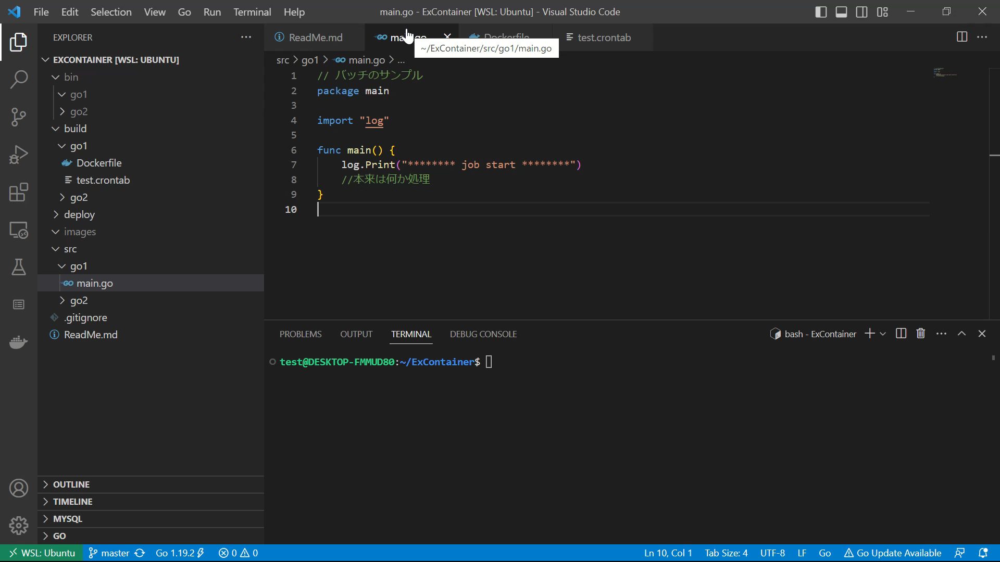 File Edit Selection View Go Run Terminal Help
main.go - ExContainer [WSL: Ubuntu] - Visual Studio Code
EXPLORER
EXCONTAINER [WSL: UBUNTU]
bin
go1
go2
build
go1
Dockerfile
test.crontab
go2
deploy
images
src
go1
main.go
go2
.gitignore
ReadMe.md
OUTLINE
TIMELINE
MYSQL
GO
ReadMe.md
main.go
Dockerfile
test.crontab
~/ExContainer/src/go1/main.go
src > go1 > main.go > ...
1 // バッチのサンプル
2 package main
3
4 import "log"
5
6 func main() {
7 log.Print("******** job start ********")
8 //本来は何か処理
9 }
10
PROBLEMS OUTPUT TERMINAL DEBUG CONSOLE
bash - ExContainer
test@DESKTOP-FMMUD80:~/ExContainer$
WSL: Ubuntu master Go 1.19.2 0 0
Ln 10, Col 1 Tab Size: 4 UTF-8 LF Go Go Update Available